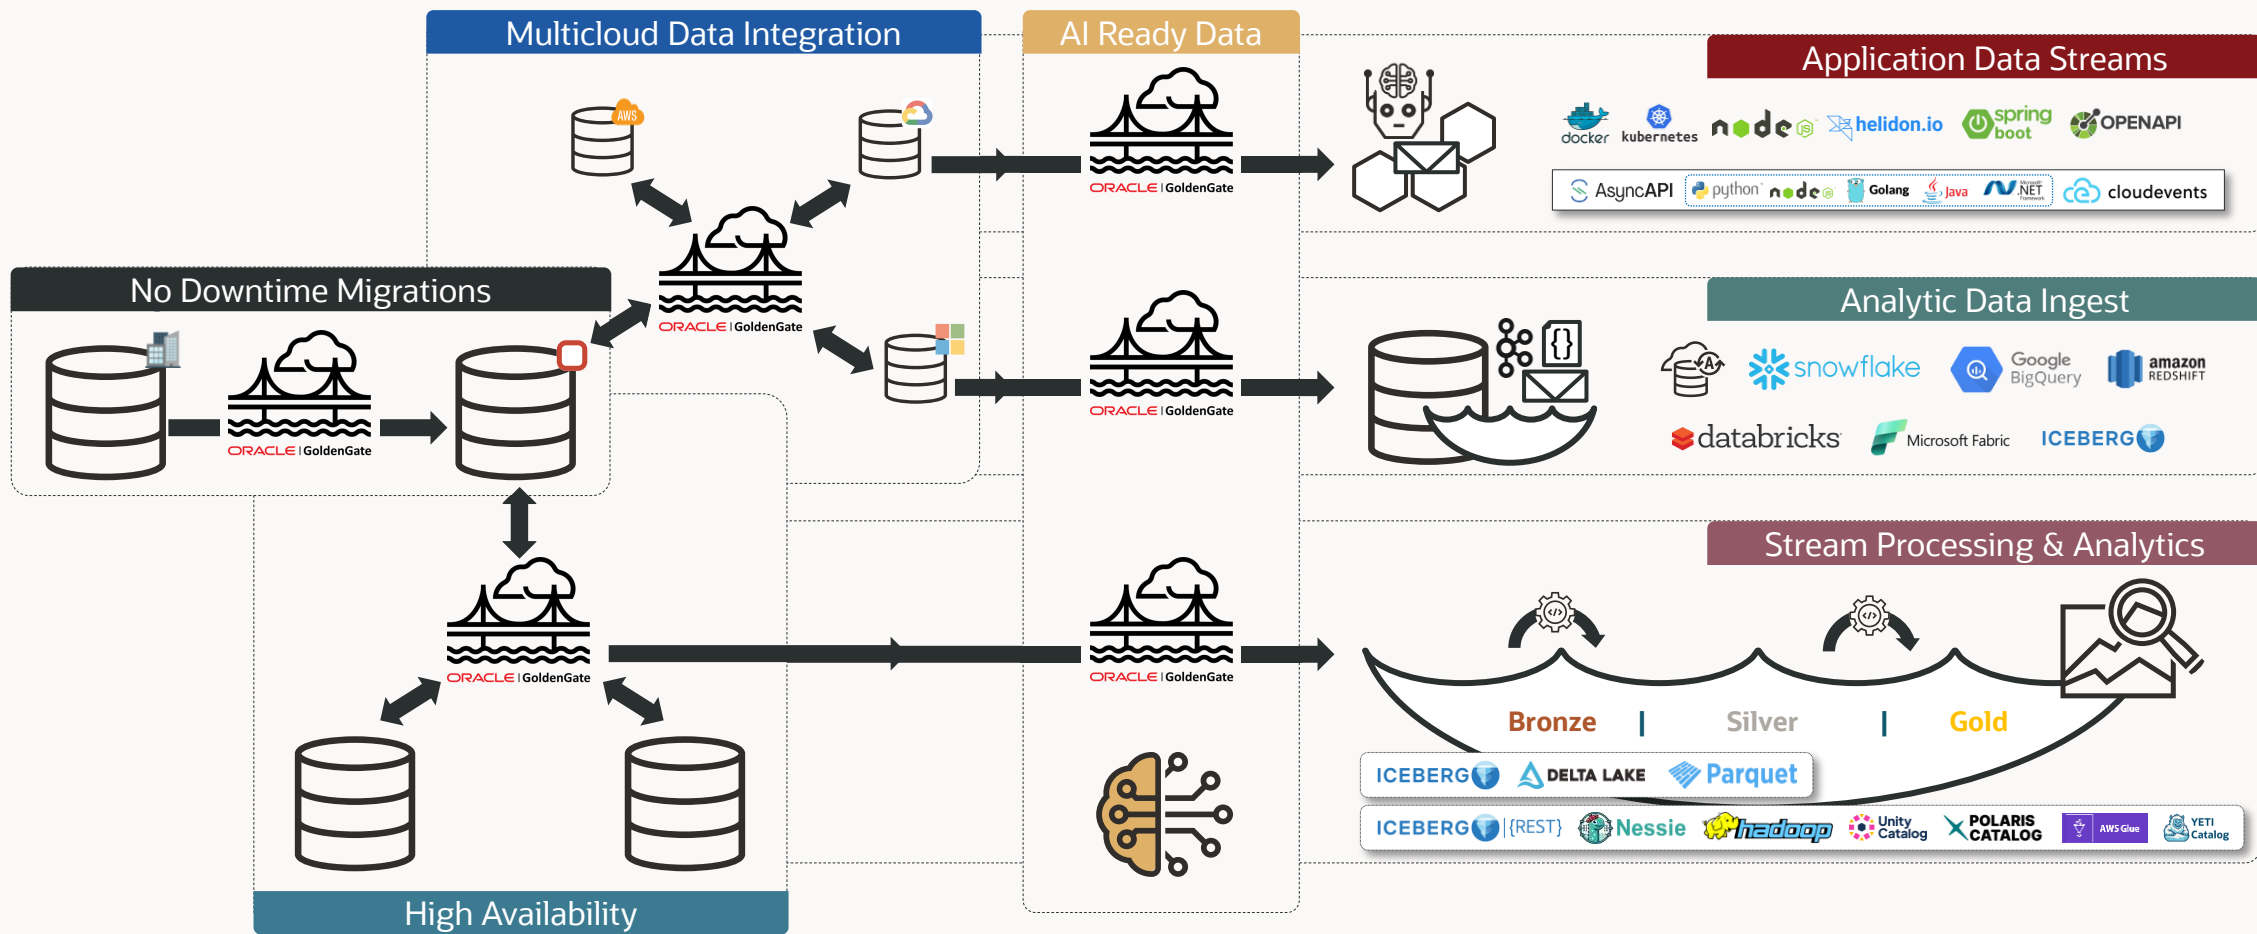 Multicloud Data Integration
AI Ready Data
Application Data Streams
AWS
ORACLE | GoldenGate
docker
kubernetes
node JS
helidon.io
spring boot
OPENAPI
AsyncAPI
python
node JS
Golang
Java
Microsoft .NET Framework
cloudevents
No Downtime Migrations
ORACLE | GoldenGate
ORACLE | GoldenGate
Analytic Data Ingest
ORACLE | GoldenGate
{}
A
snowflake
Google BigQuery
amazon REDSHIFT
databricks
Microsoft Fabric
ICEBERG
Stream Processing & Analytics
ORACLE | GoldenGate
ORACLE | GoldenGate
</>
</>
Bronze | Silver | Gold
ICEBERG
DELTA LAKE
Parquet
ICEBERG |{REST}
Nessie
hadoop
Unity Catalog
POLARIS CATALOG
AWS Glue
YETI Catalog
High Availability